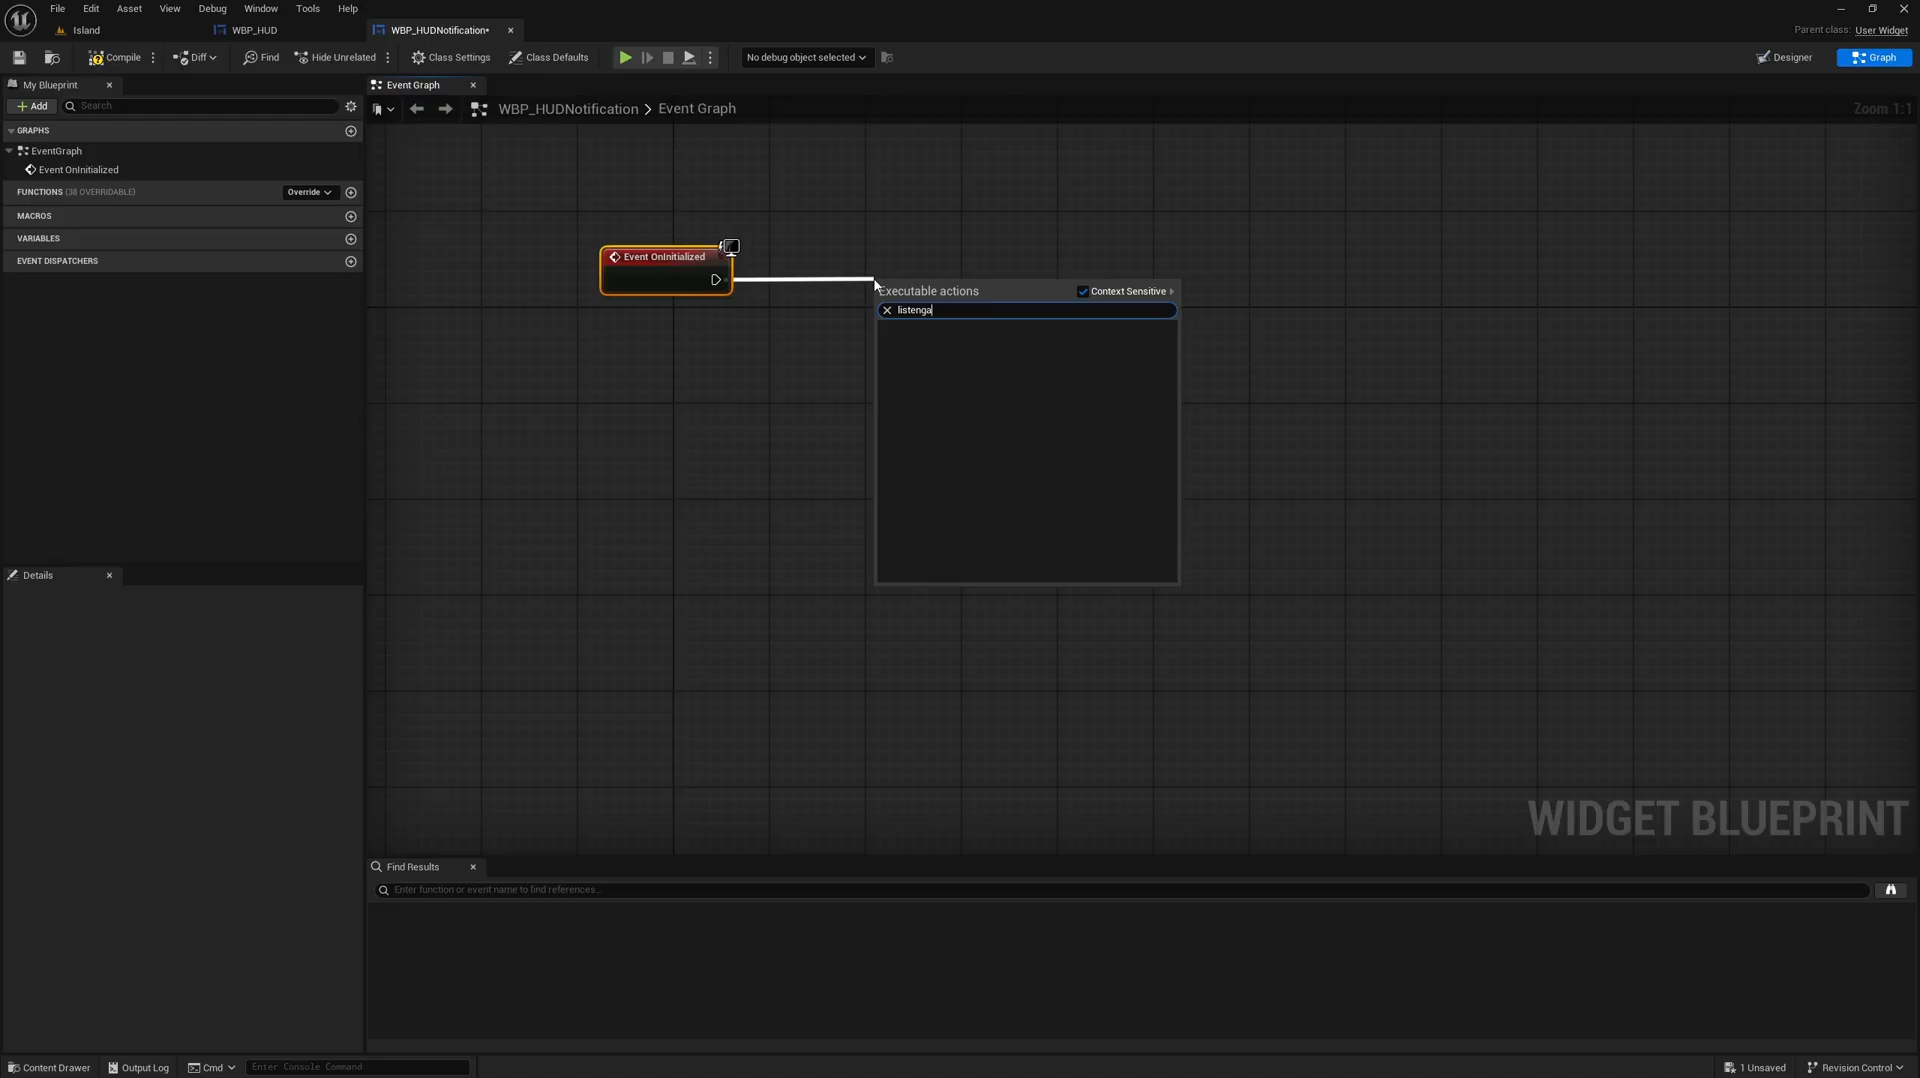 File Edit Asset View Debug Window Tools Help
Island
WBP_HUD
WBP_HUDNotification•
Parent class: User Widget
Compile
Diff
Find
Hide Unrelated
Class Settings
Class Defaults
No debug object selected
Designer
Graph
My Blueprint
Event Graph
Add
Search
WBP_HUDNotification > Event Graph
Zoom 1:1
GRAPHS
EventGraph
Event OnInitialized
FUNCTIONS (38 OVERRIDABLE)
Override
MACROS
VARIABLES
EVENT DISPATCHERS
Event OnInitialized
Executable actions
Context Sensitive
listenga
Details
WIDGET BLUEPRINT
Find Results
Enter function or event name to find references...
Content Drawer
Output Log
Cmd
Enter Console Command
1 Unsaved
Revision Control